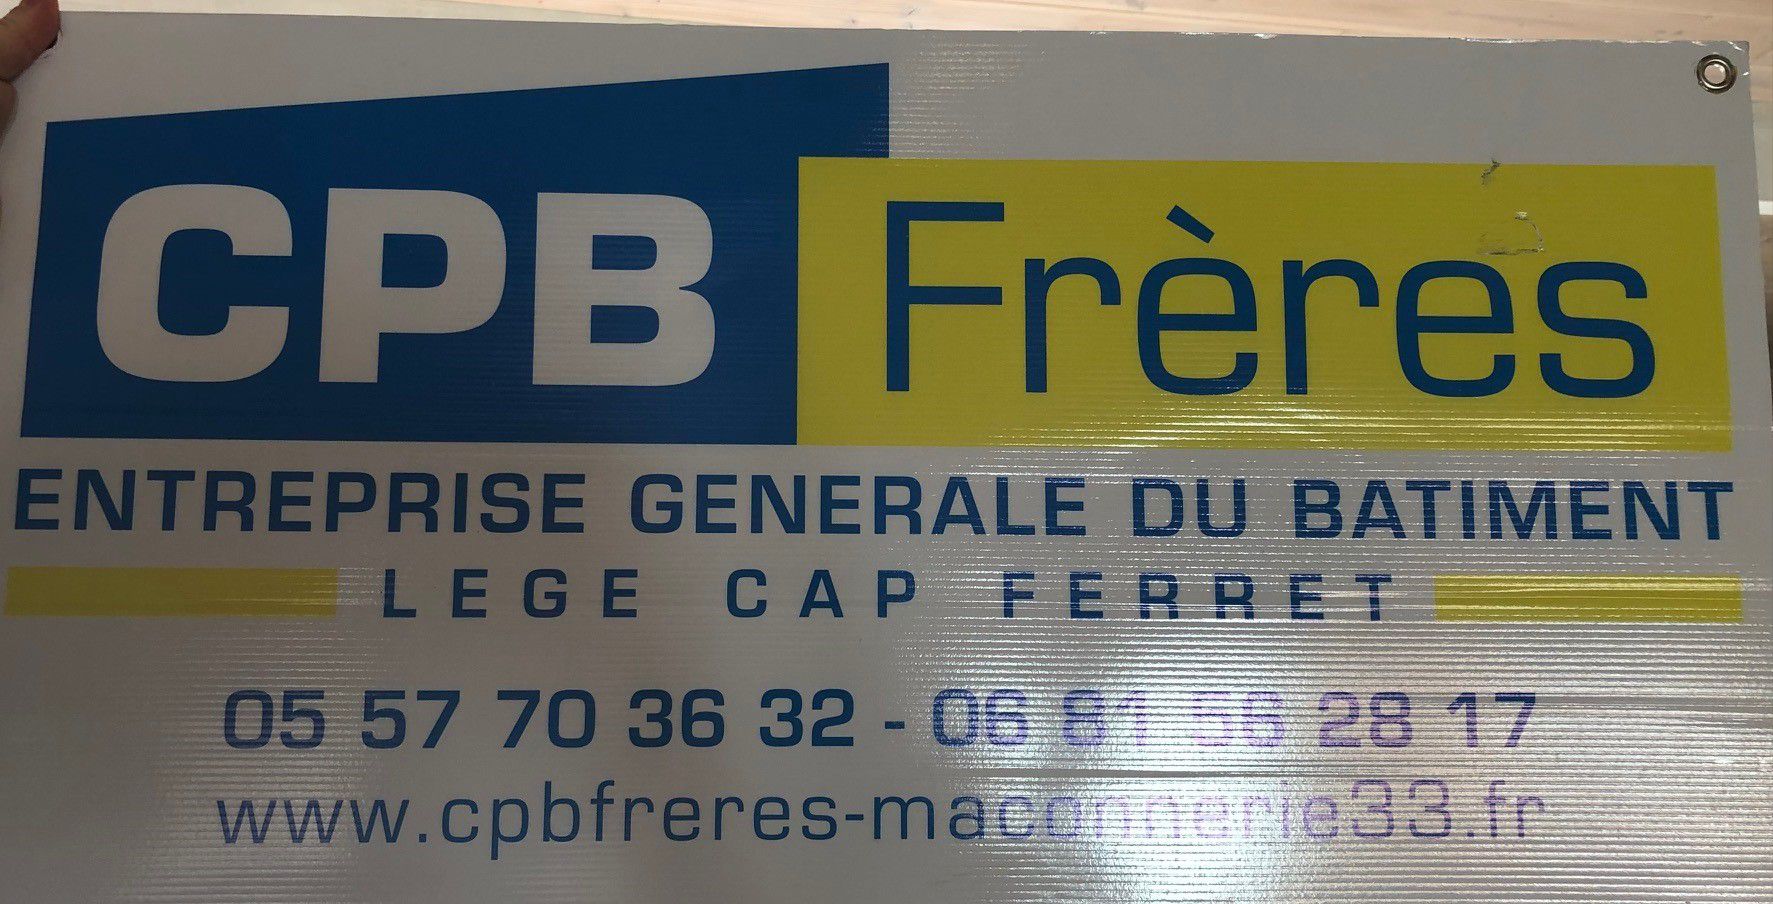 CPB Frères
ENTREPRISE GENERALE DU BATIMENT
LEGE CAP FERRET
05 57 70 36 32 - 06 81 56 28 17
www.cpbfreres-maconnerie33.fr